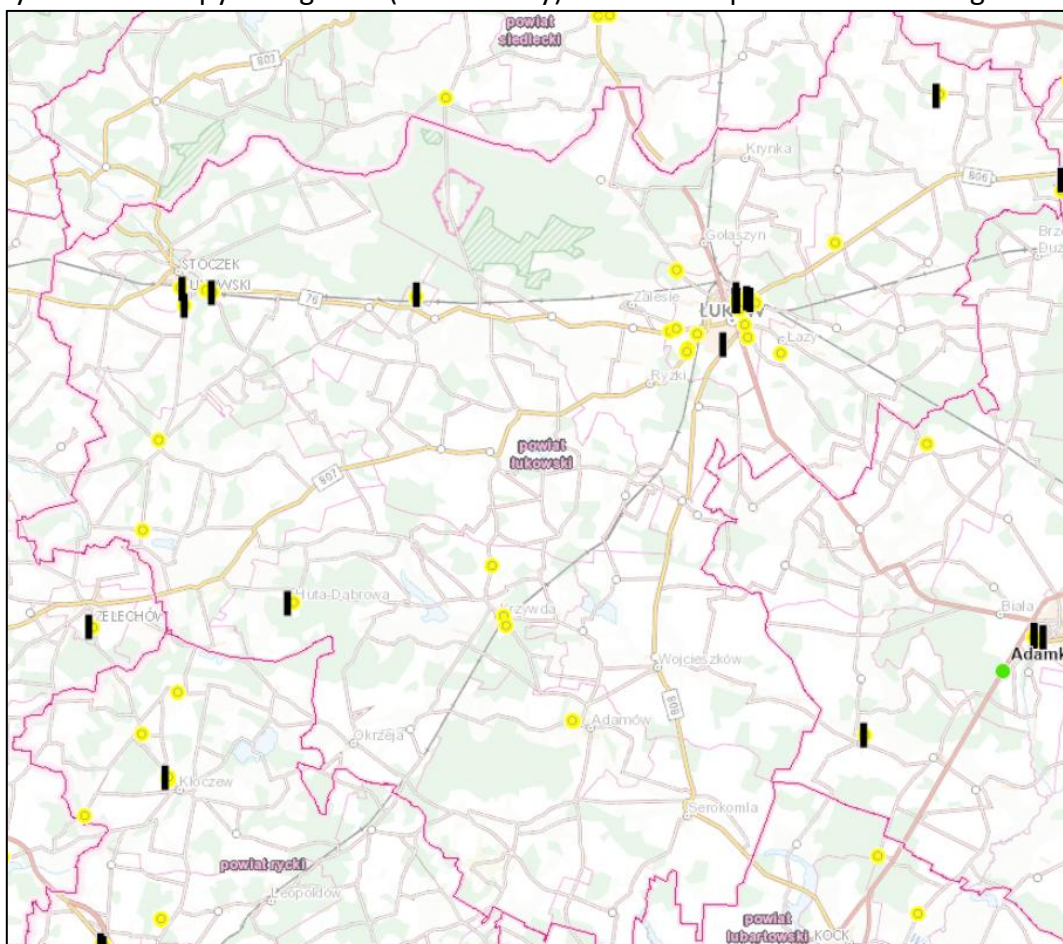 powiat
siedlecki
803
Krynka
806
Gołaszyn
STOCZEK
ŁUKOWSKI
76
Zalesie
ŁUKÓW
Łazy
Ryżki
powiat
łukowski
807
Huta-Dąbrowa
ŻELECHÓW
Krzywda
Biała
Wojcieszków
808
Adamów
Okrzeja
Kłoczew
Serokomla
powiat rycki
Leopoldów
powiat
lubartowski
KOCK